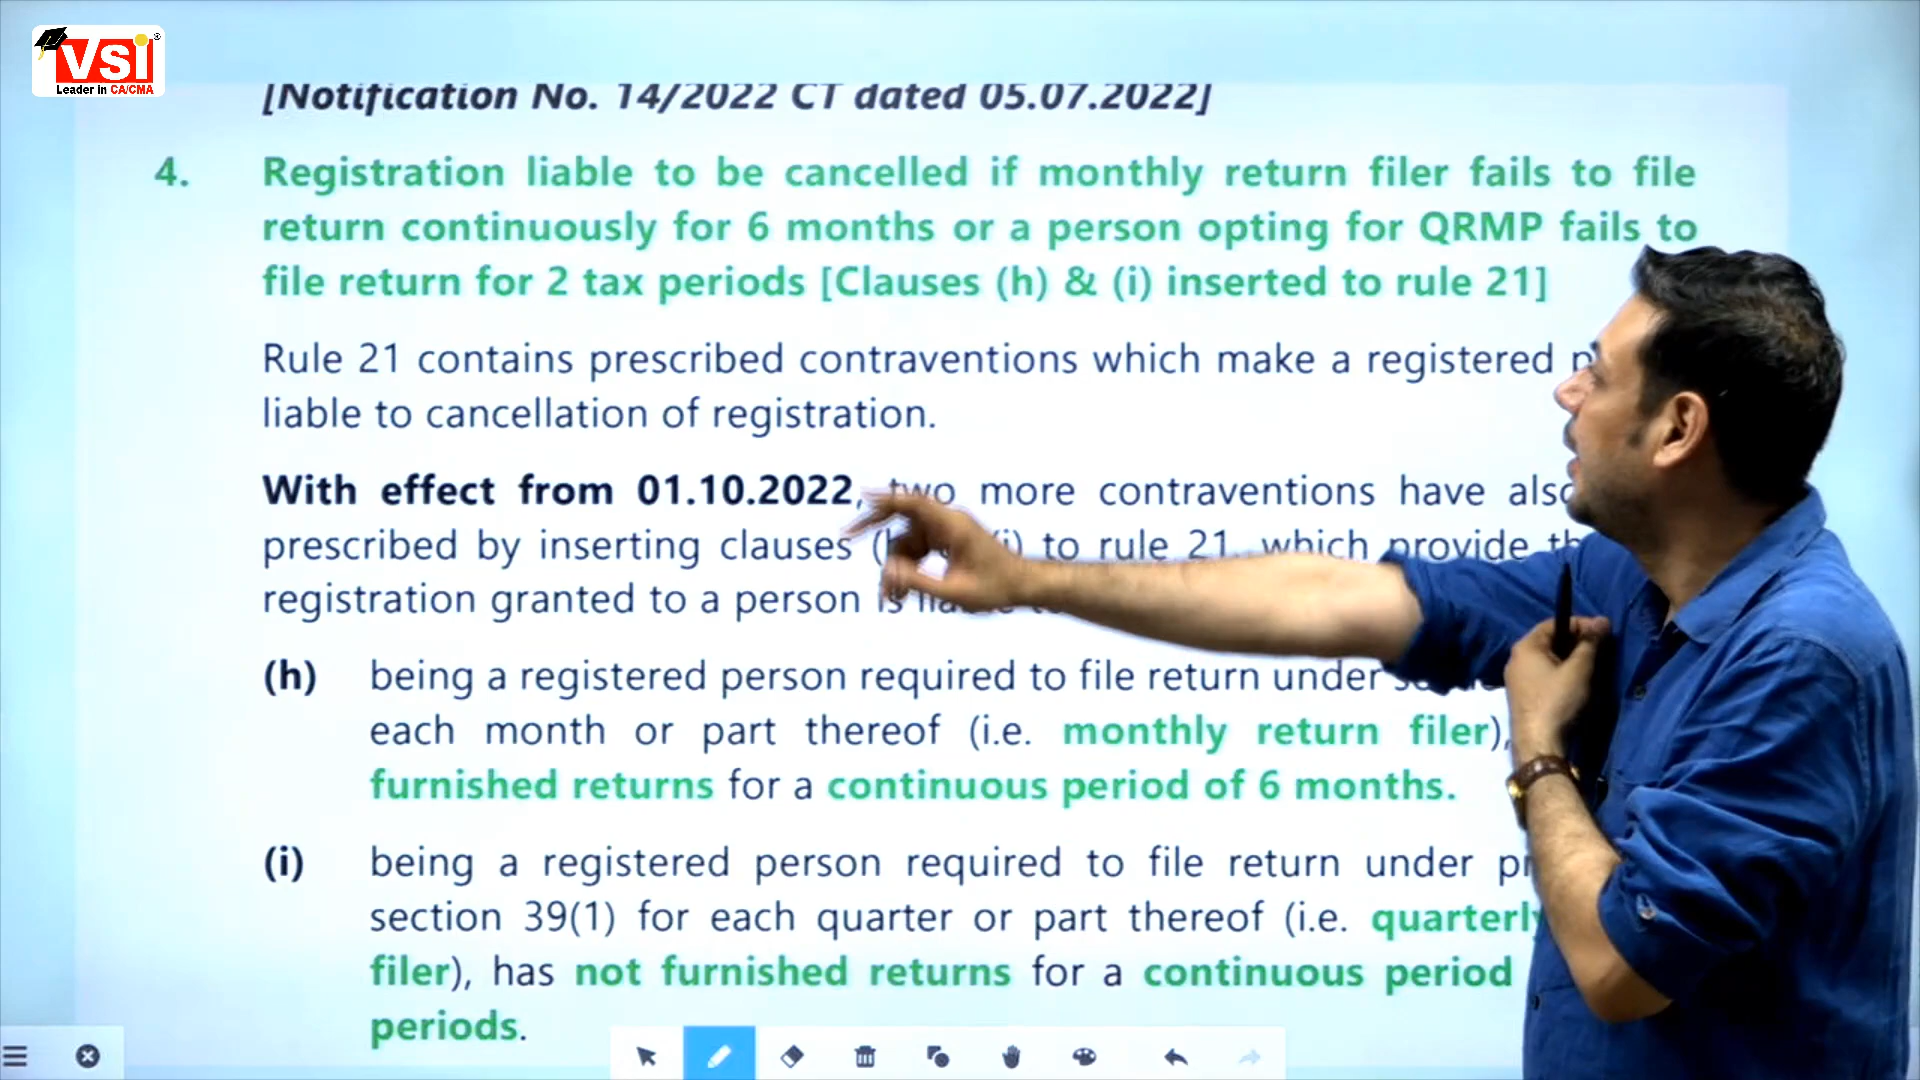 VSI
Leader in CA/CMA
[Notification No. 14/2022 CT dated 05.07.2022]
4. Registration liable to be cancelled if monthly return filer fails to file
return continuously for 6 months or a person opting for QRMP fails to
file return for 2 tax periods [Clauses (h) & (i) inserted to rule 21]
Rule 21 contains prescribed contraventions which make a registered
liable to cancellation of registration.
With effect from 01.10.2022, two more contraventions have also
prescribed by inserting clauses (i) to rule 21, which provide
registration granted to a person is
(h) being a registered person required to file return under
each month or part thereof (i.e. monthly return filer),
furnished returns for a continuous period of 6 months.
(i) being a registered person required to file return under
section 39(1) for each quarter or part thereof (i.e. quarterly
filer), has not furnished returns for a continuous period
periods.